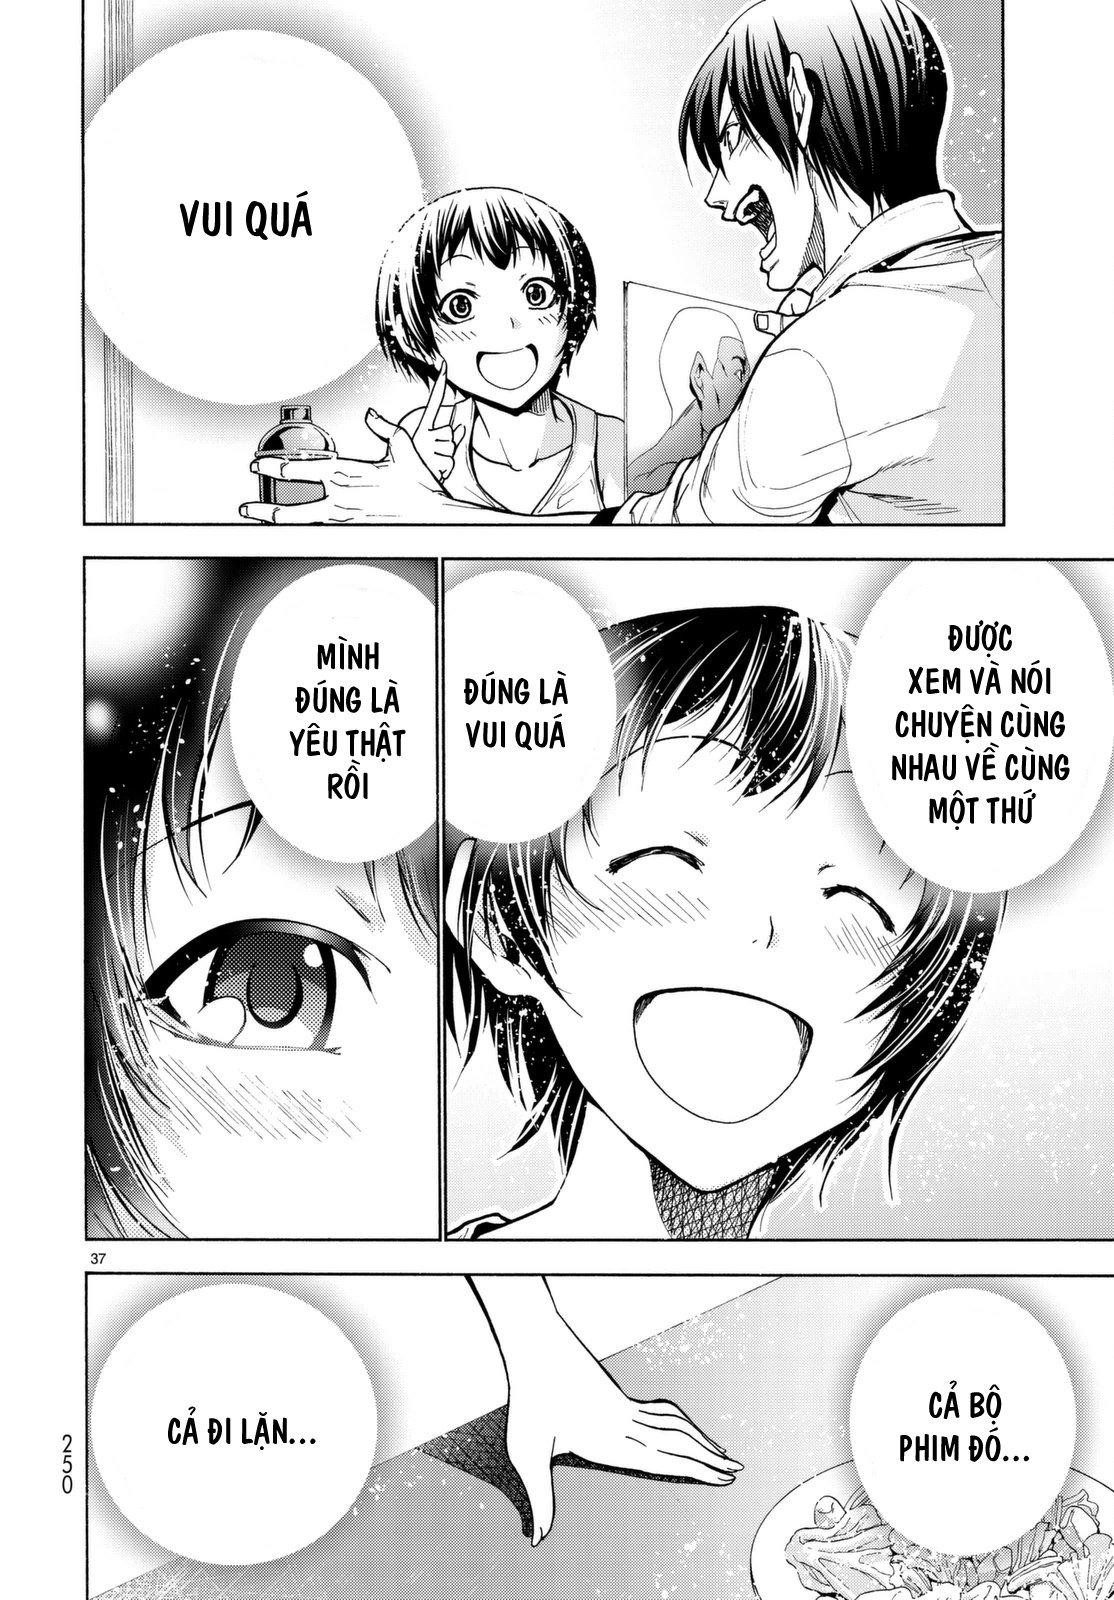 VUI QUÁ
ĐƯỢC
XEM VÀ NÓI
CHUYỆN CÙNG
NHAU VỀ CÙNG
MỘT THỨ
ĐÚNG LÀ
VUI QUÁ
MÌNH
ĐÚNG LÀ
YÊU THẬT
RỒI
37
CẢ BỘ
PHIM ĐÓ...
CẢ ĐI LẶN...
250